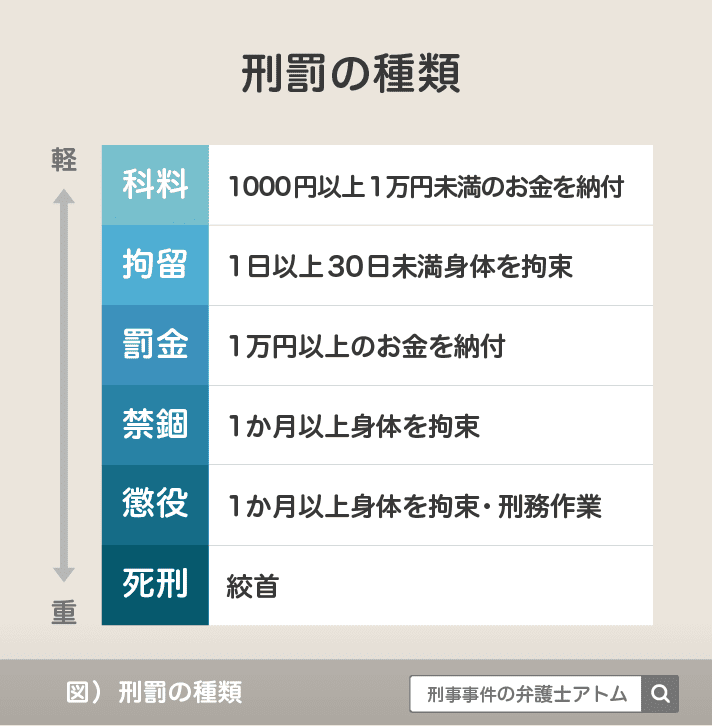 刑罰の種類
軽
科料 1000円以上1万円未満のお金を納付
拘留 1日以上30日未満身体を拘束
罰金 1万円以上のお金を納付
禁錮 1か月以上身体を拘束
懲役 1か月以上身体を拘束・刑務作業
死刑 絞首
重
図）刑罰の種類
刑事事件の弁護士アトム